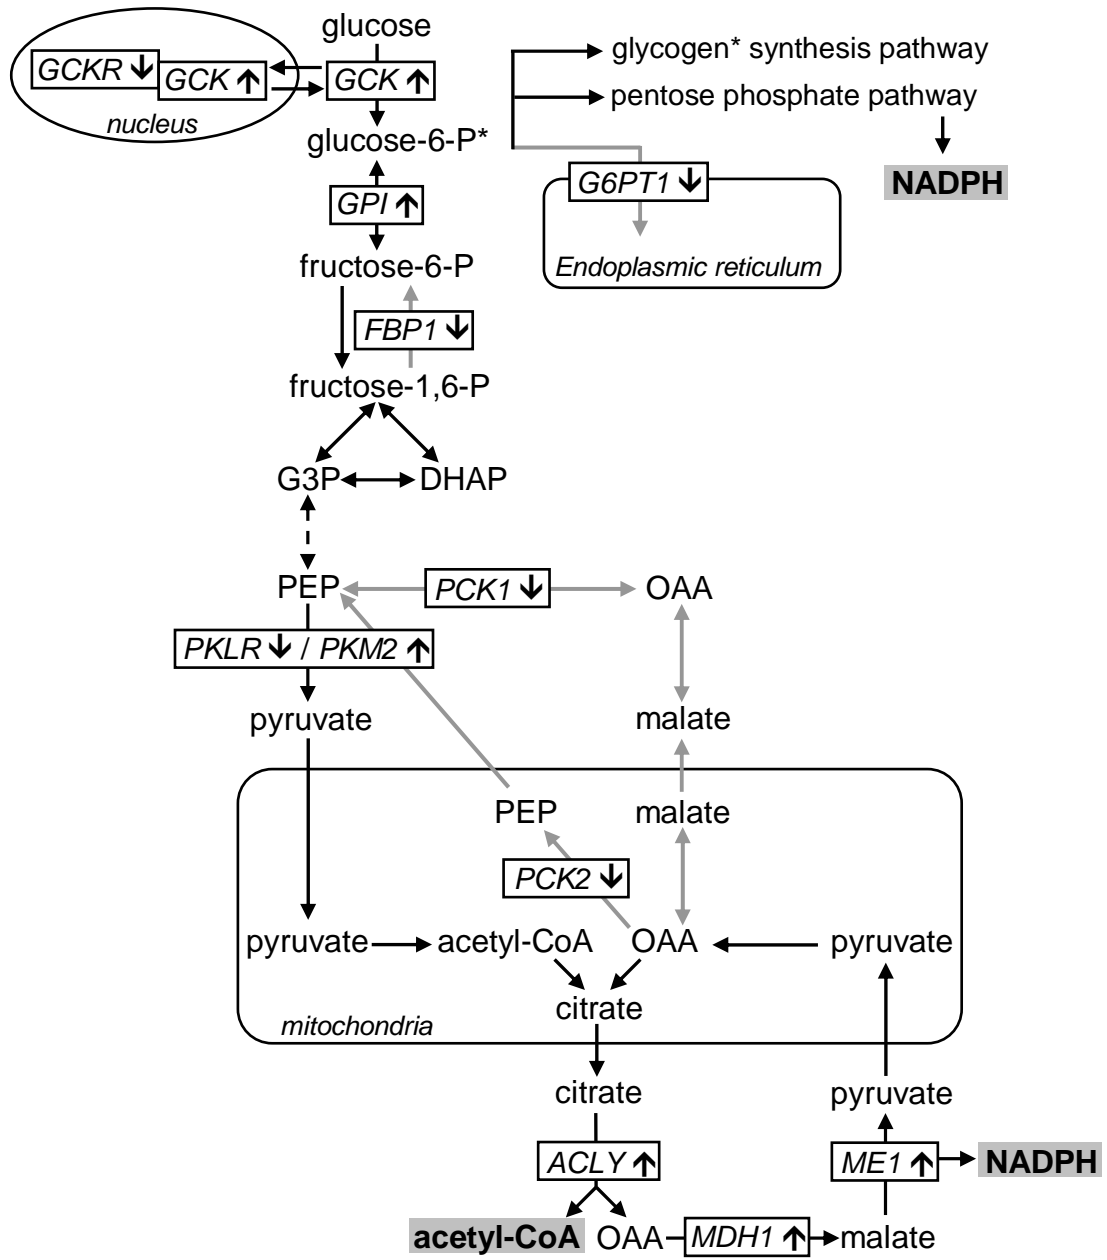 glucose
glycogen* synthesis pathway
GCKR ↓
GCK ↑
GCK ↑
pentose phosphate pathway
nucleus
glucose-6-P*
G6PT1 ↓
NADPH
GPI ↑
fructose-6-P
Endoplasmic reticulum
FBP1 ↓
fructose-1,6-P
G3P
DHAP
PEP
PCK1 ↓
OAA
PKLR ↓ / PKM2 ↑
pyruvate
malate
PEP
malate
PCK2 ↓
pyruvate
acetyl-CoA
OAA
pyruvate
citrate
mitochondria
citrate
pyruvate
ACLY ↑
ME1 ↑
NADPH
acetyl-CoA
OAA
MDH1 ↑
malate